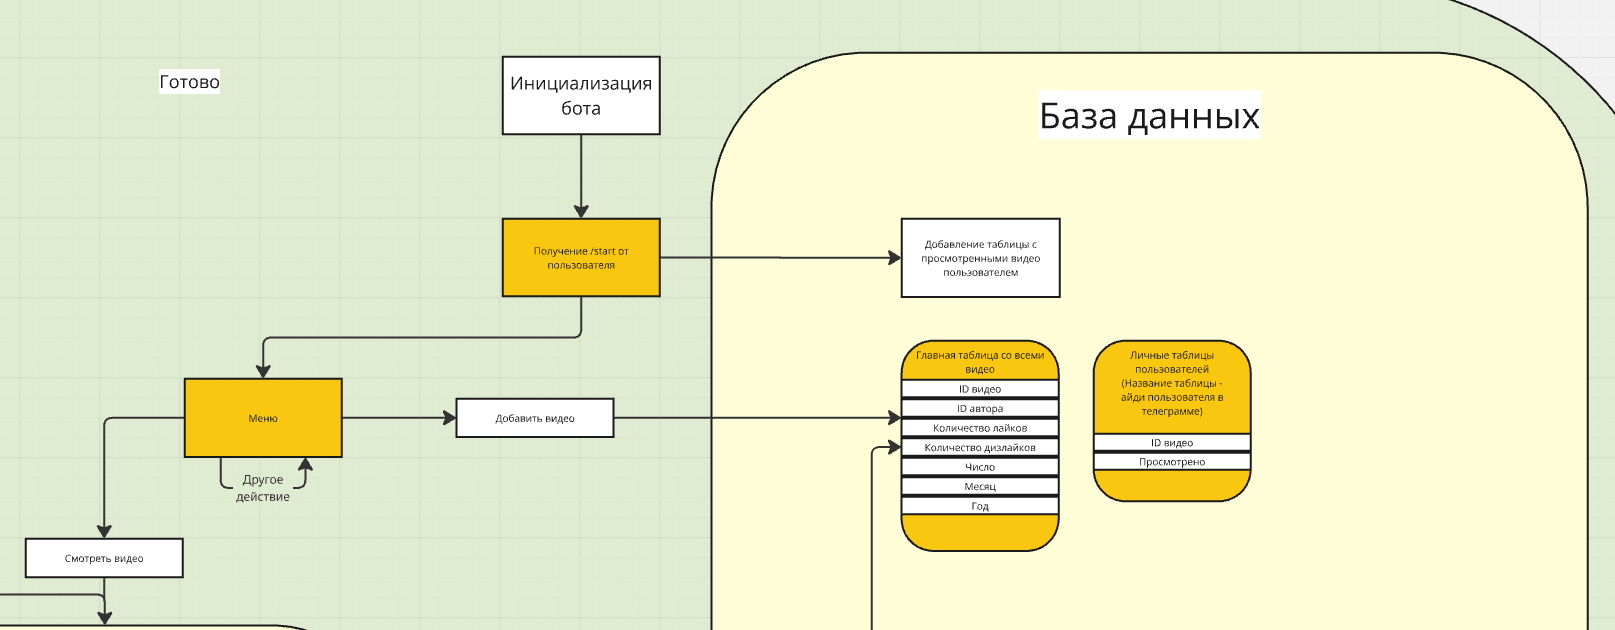 Готово
Инициализация
бота
База данных
Получение /start от
пользователя
Добавление таблицы с
просмотренными видео
пользователем
Меню
Другое
действие
Добавить видео
Смотреть видео
Главная таблица со всеми
видео
ID видео
ID автора
Количество лайков
Количество дизлайков
Число
Месяц
Год
Личные таблицы
пользователей
(Название таблицы -
айди пользователя в
телеграмме)
ID видео
Просмотрено